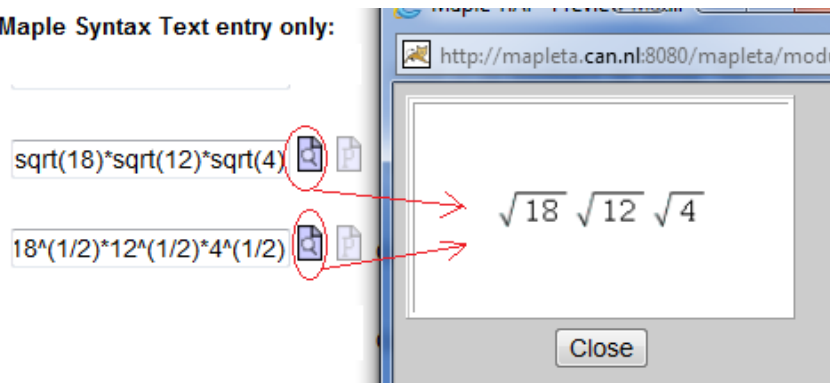 Maple Syntax Text entry only:
sqrt(18)*sqrt(12)*sqrt(4)
18^(1/2)*12^(1/2)*4^(1/2)
http://mapleta.can.nl:8080/mapleta/modu
√18 √12 √4
Close